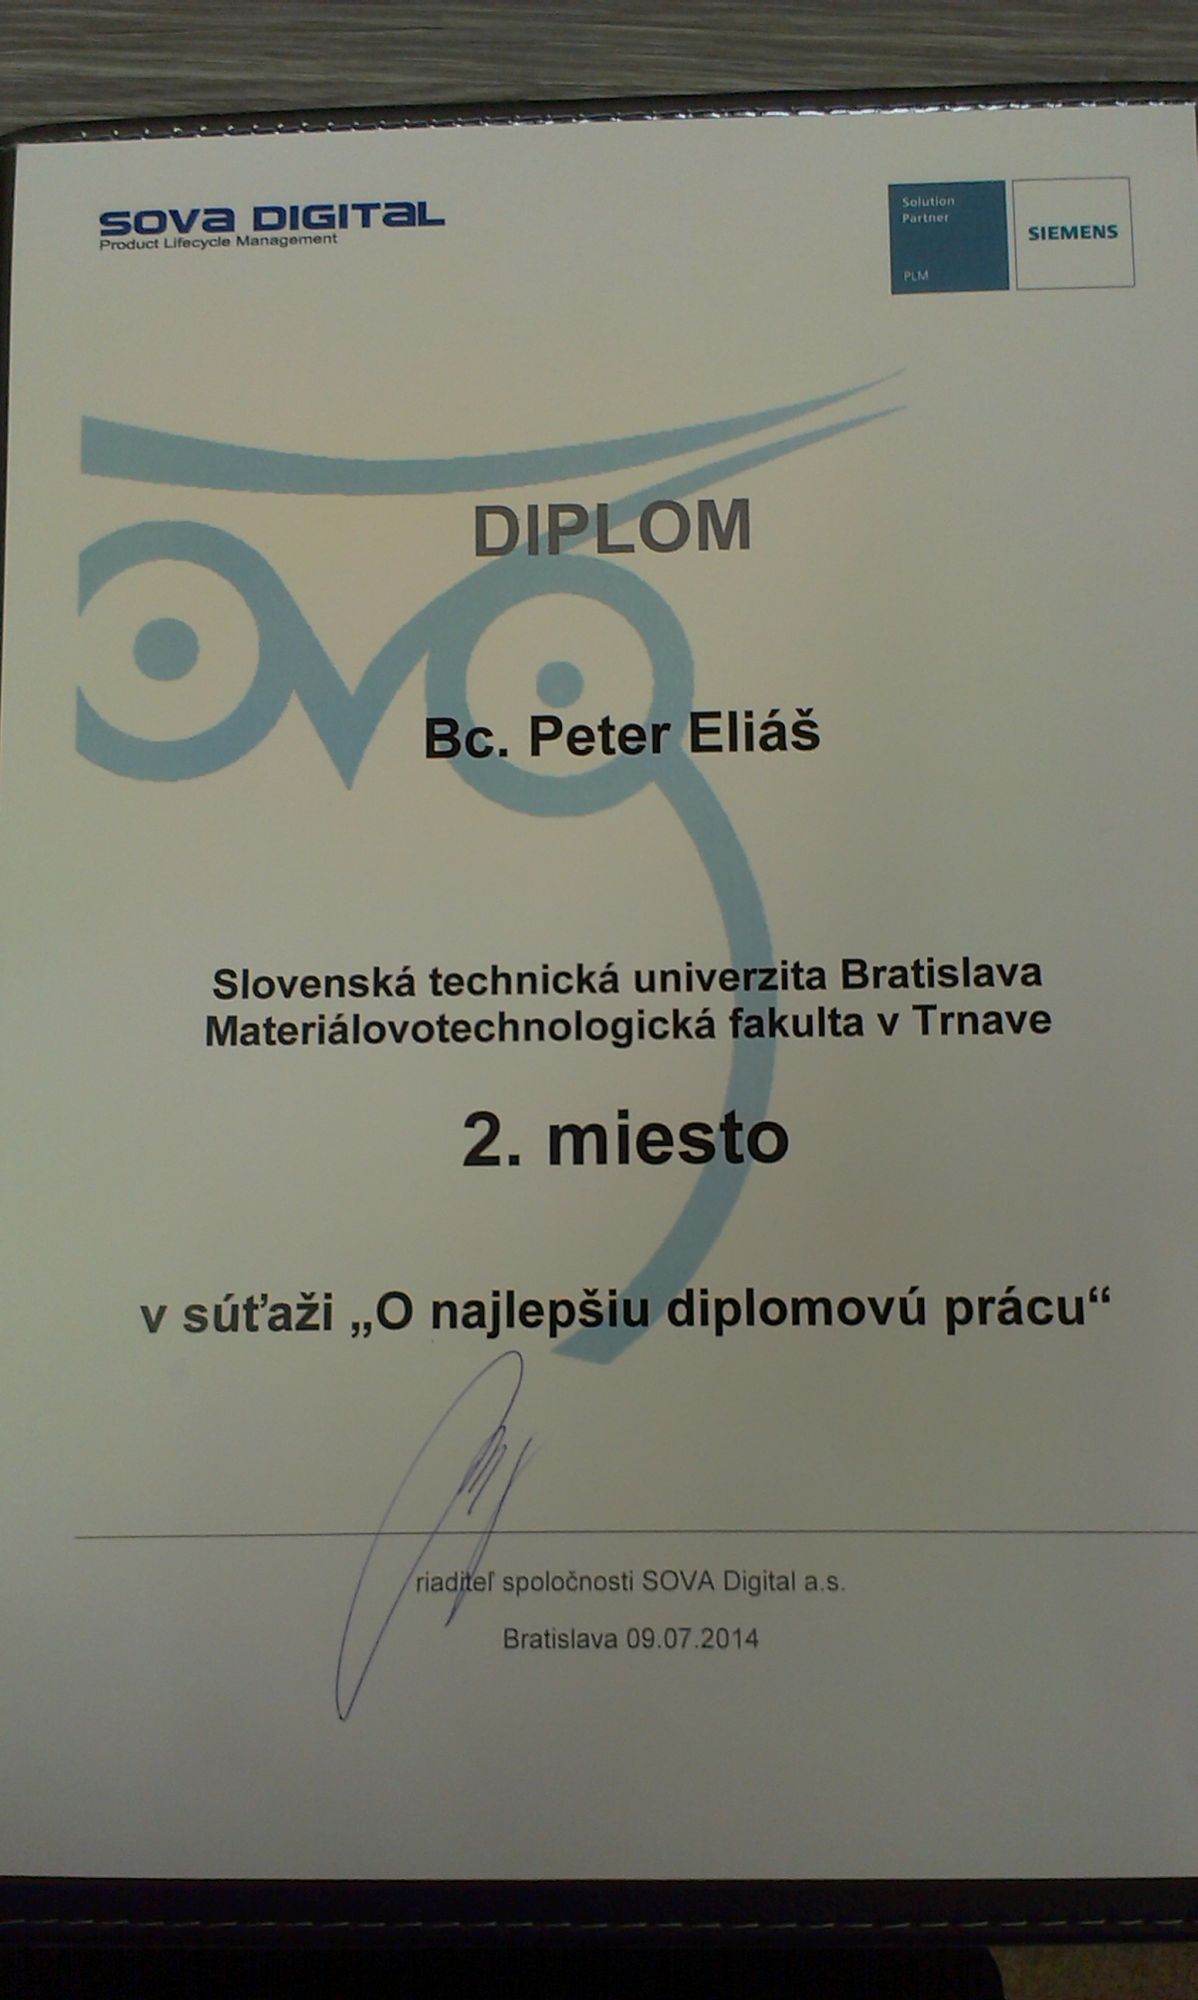 SOVA DIGITAL
Product Lifecycle Management
Solution
Partner
PLM
SIEMENS
DIPLOM
Bc. Peter Eliáš
Slovenská technická univerzita Bratislava
Materiálovotechnologická fakulta v Trnave
2. miesto
v súťaži „O najlepšiu diplomovú prácu“
riaditeľ spoločnosti SOVA Digital a.s.
Bratislava 09.07.2014